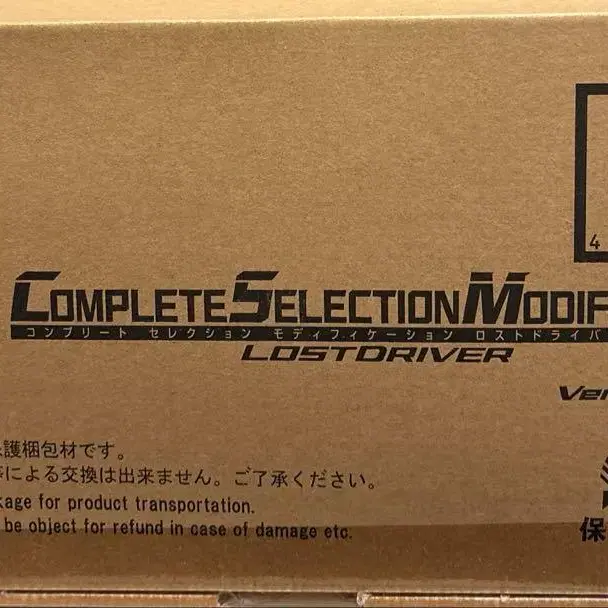 4
COMPLETE SELECTION MODIF
コンプリート セレクション モディフィケーション ロストドライバ
LOSTDRIVER
Ver
護梱包材です。
による交換は出来ません。ご了承ください。
kage for product transportation.
be object for refund in case of damage etc.
保